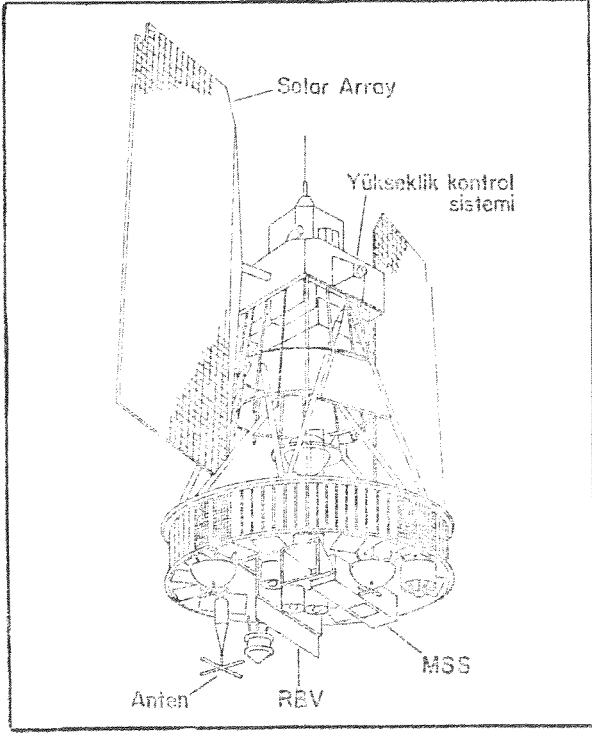 Solar Array
Yükseklik kontrol
sistemi
MSS
RBV
Anten